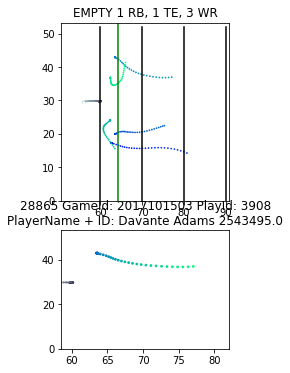 EMPTY 1 RB, 1 TE, 3 WR
50
40
30
20
10
0
60 70 80 90
28865 GameId: 2017101503 PlayId: 3908
PlayerName + ID: Davante Adams 2543495.0
40
20
0
60 65 70 75 80